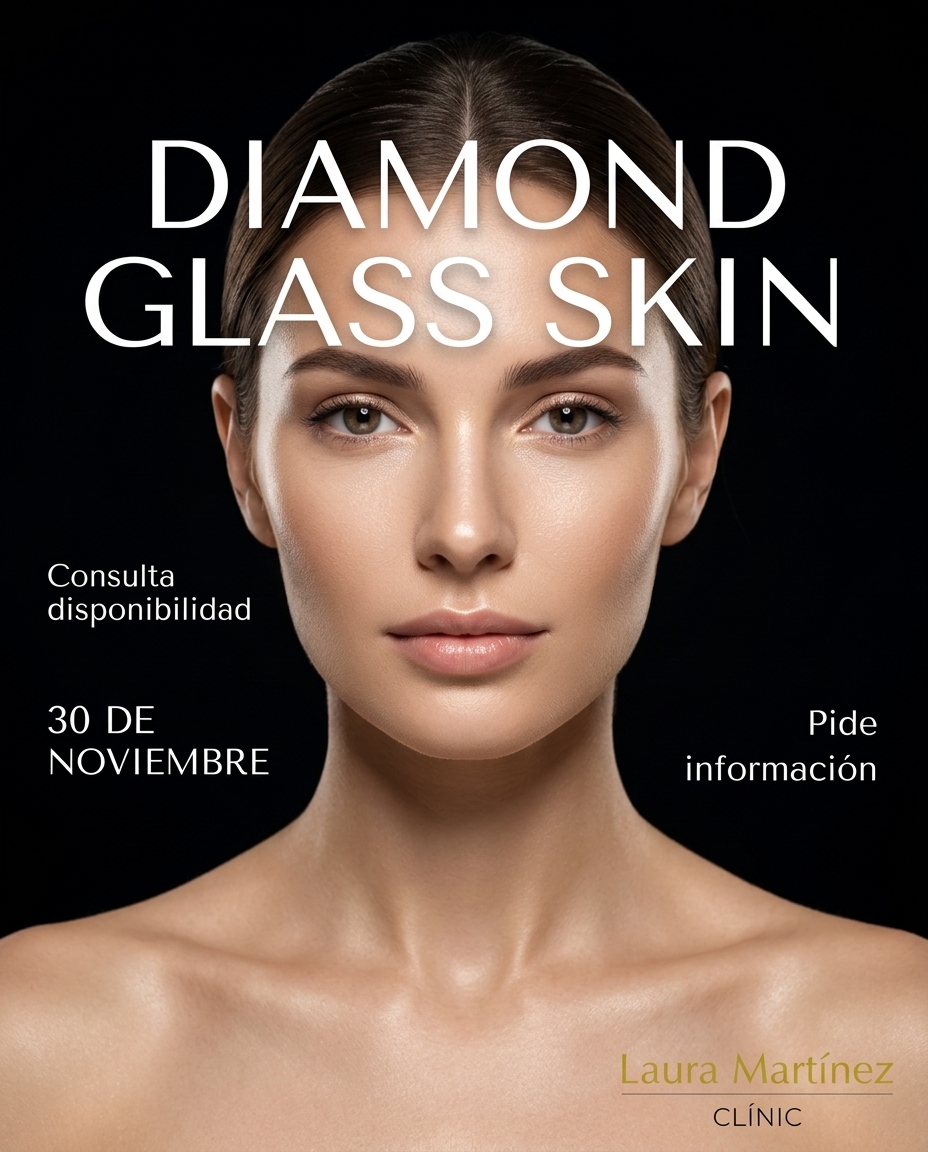 DIAMOND
GLASS SKIN
Consulta
disponibilidad
30 DE
NOVIEMBRE
Pide
información
Laura Martínez
CLÍNIC